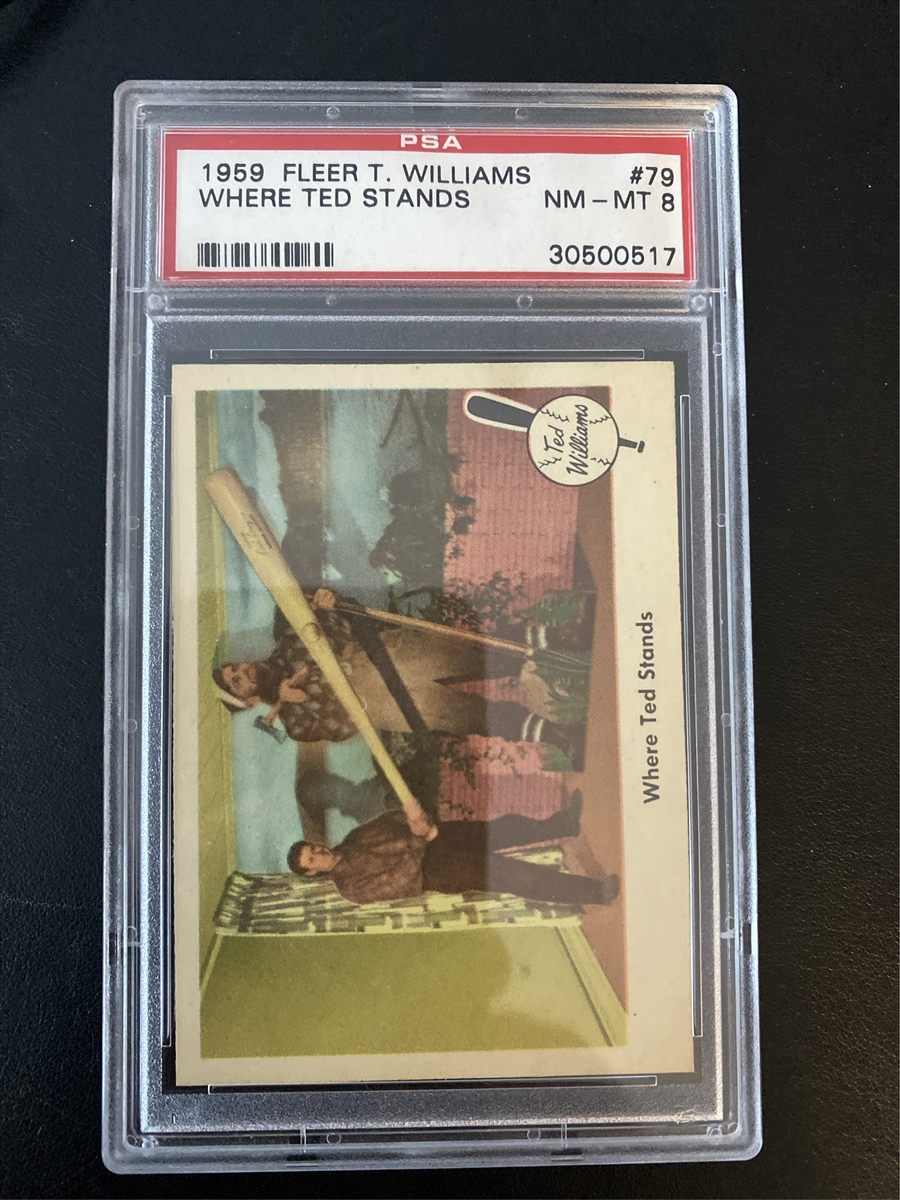 PSA
1959 FLEER T. WILLIAMS #79
WHERE TED STANDS NM – MT 8
30500517
Ted
Williams
Where Ted Stands